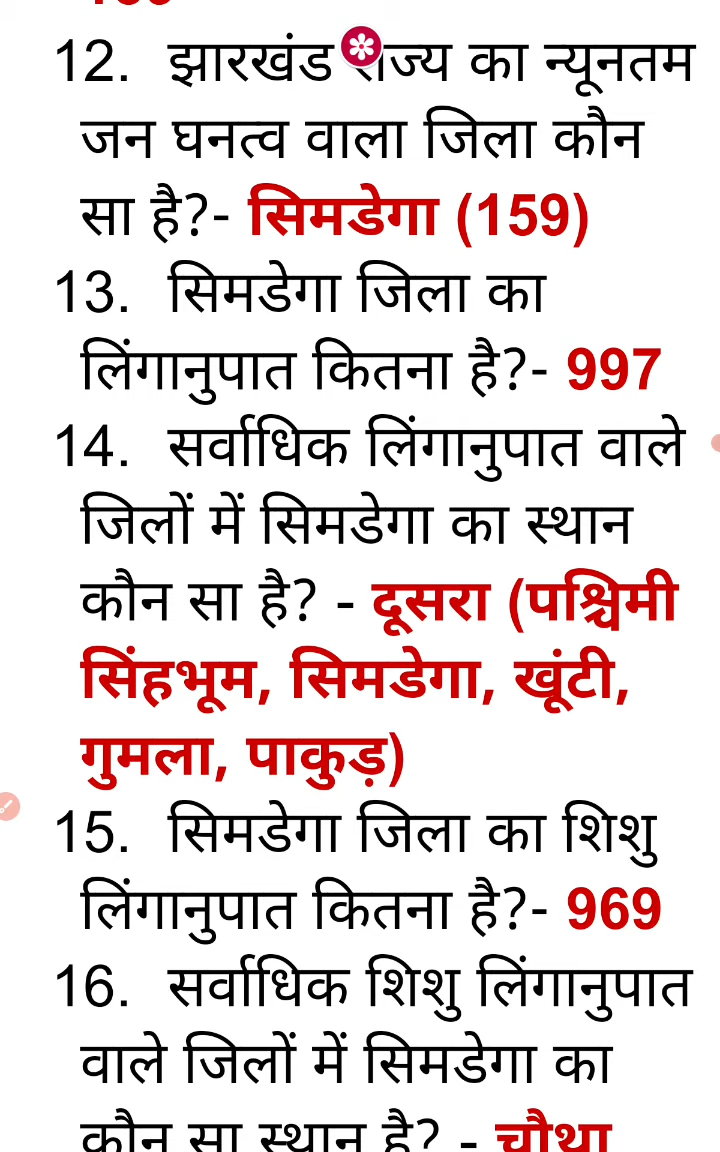 12. झारखंड राज्य का न्यूनतम
जन घनत्व वाला जिला कौन
सा है?- सिमडेगा (159)
13. सिमडेगा जिला का
लिंगानुपात कितना है?- 997
14. सर्वाधिक लिंगानुपात वाले
जिलों में सिमडेगा का स्थान
कौन सा है? - दूसरा (पश्चिमी
सिंहभूम, सिमडेगा, खूंटी,
गुमला, पाकुड़)
15. सिमडेगा जिला का शिशु
लिंगानुपात कितना है?- 969
16. सर्वाधिक शिशु लिंगानुपात
वाले जिलों में सिमडेगा का
कौन सा स्थान है? - चौथा